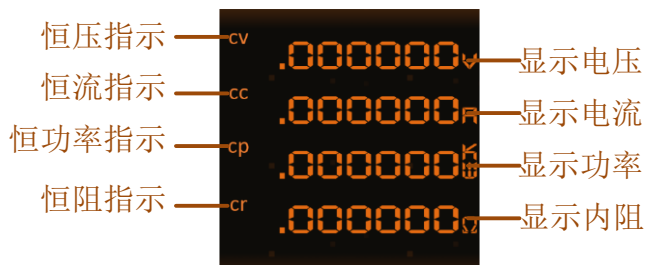 恒压指示
cv
.000000
显示电压
恒流指示
cc
.000000
显示电流
恒功率指示
cp
.000000
显示功率
恒阻指示
cr
.000000Ω
显示内阻